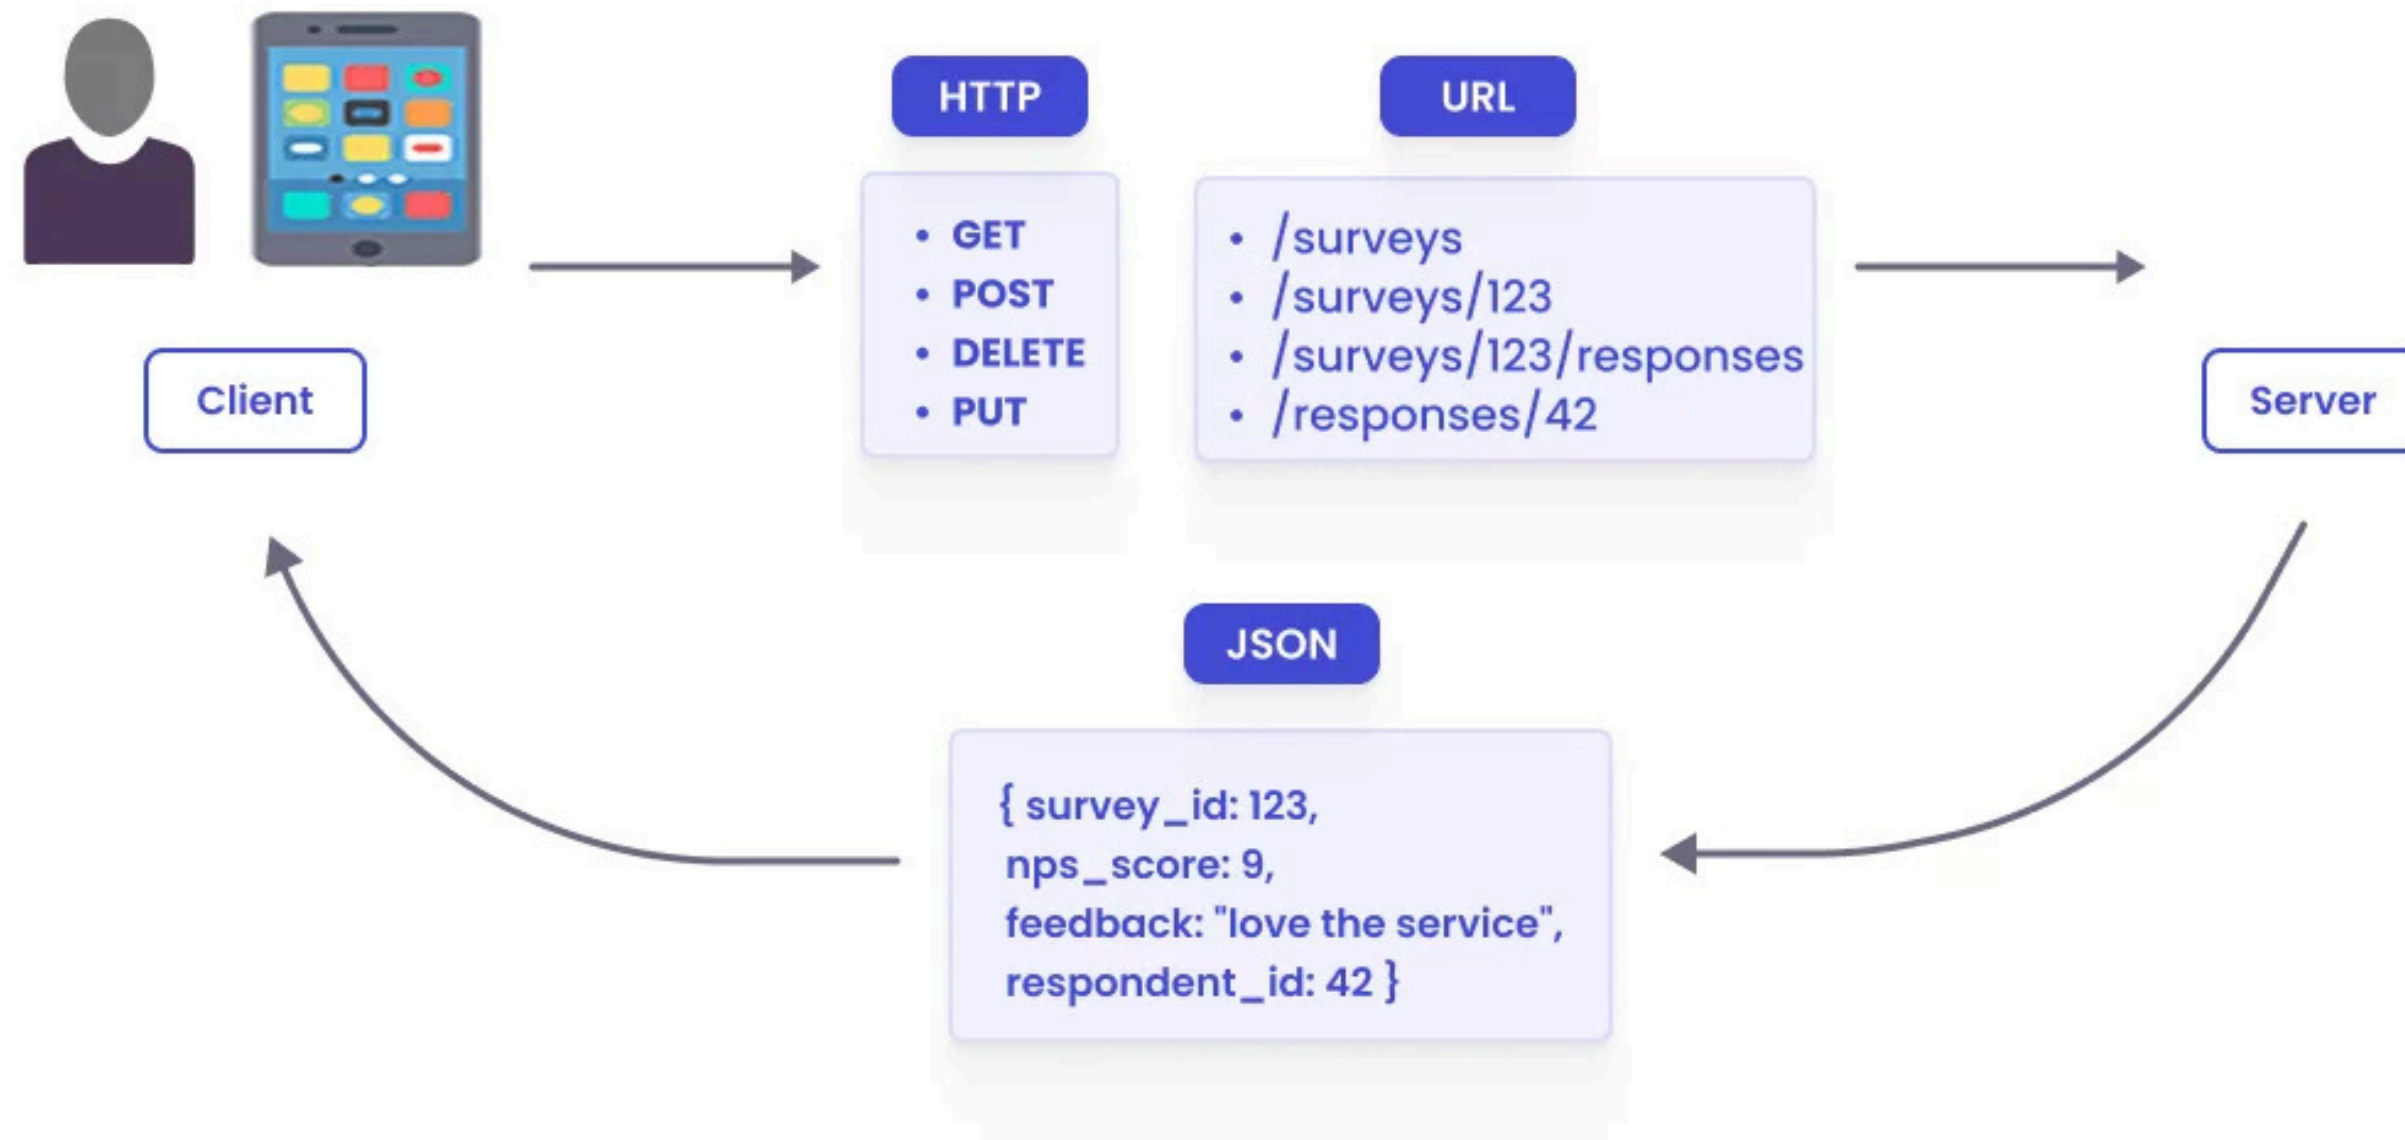 HTTP
URL
• GET
• POST
• DELETE
• PUT
• /surveys
• /surveys/123
• /surveys/123/responses
• /responses/42
Client
Server
JSON
{ survey_id: 123,
nps_score: 9,
feedback: "love the service",
respondent_id: 42 }